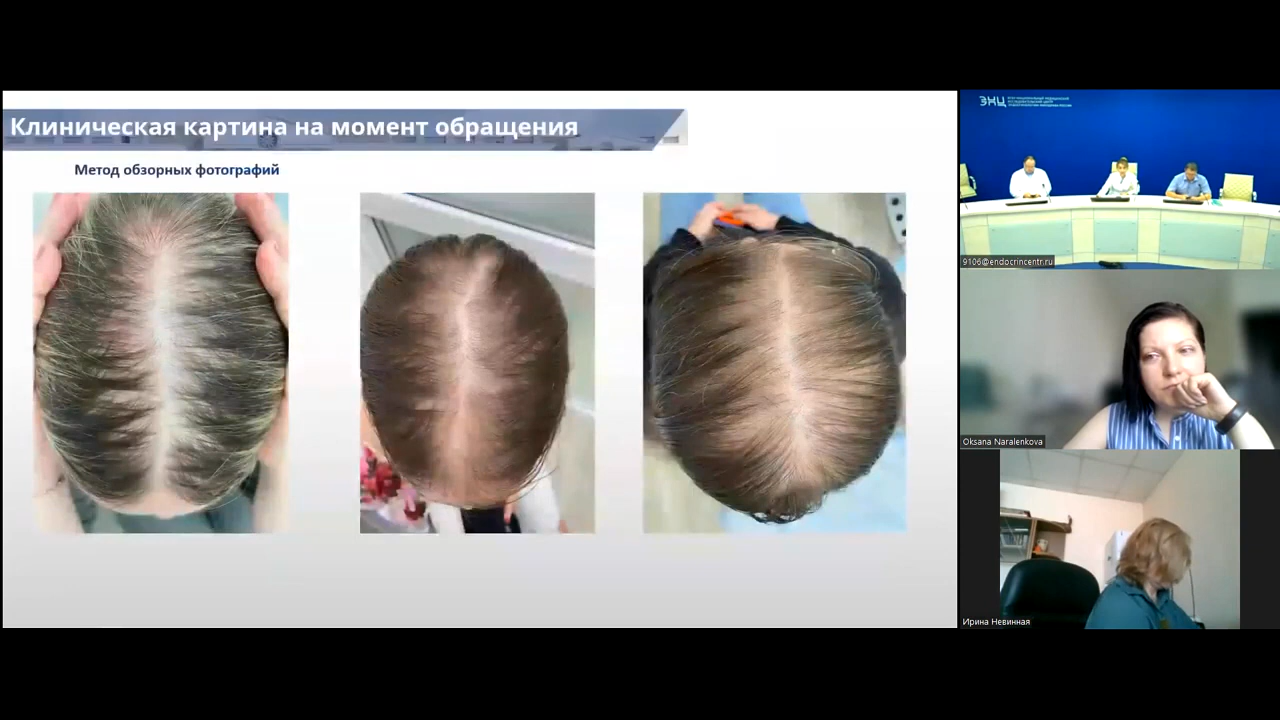 Клиническая картина на момент обращения
Метод обзорных фотографий
ЭНЦ
9106@endocrincentr.ru
Oksana Naralenkova
Ирина Невинная